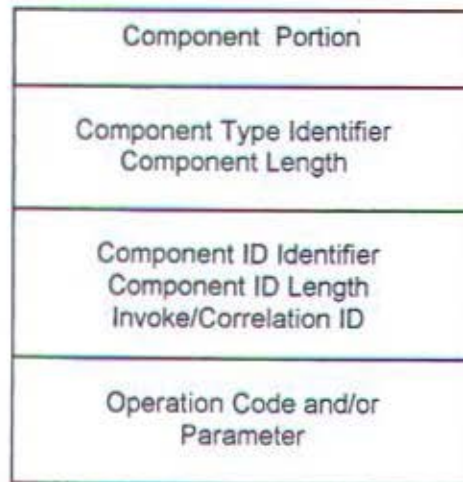 Component Portion
Component Type Identifier
Component Length
Component ID Identifier
Component ID Length
Invoke/Correlation ID
Operation Code and/or
Parameter